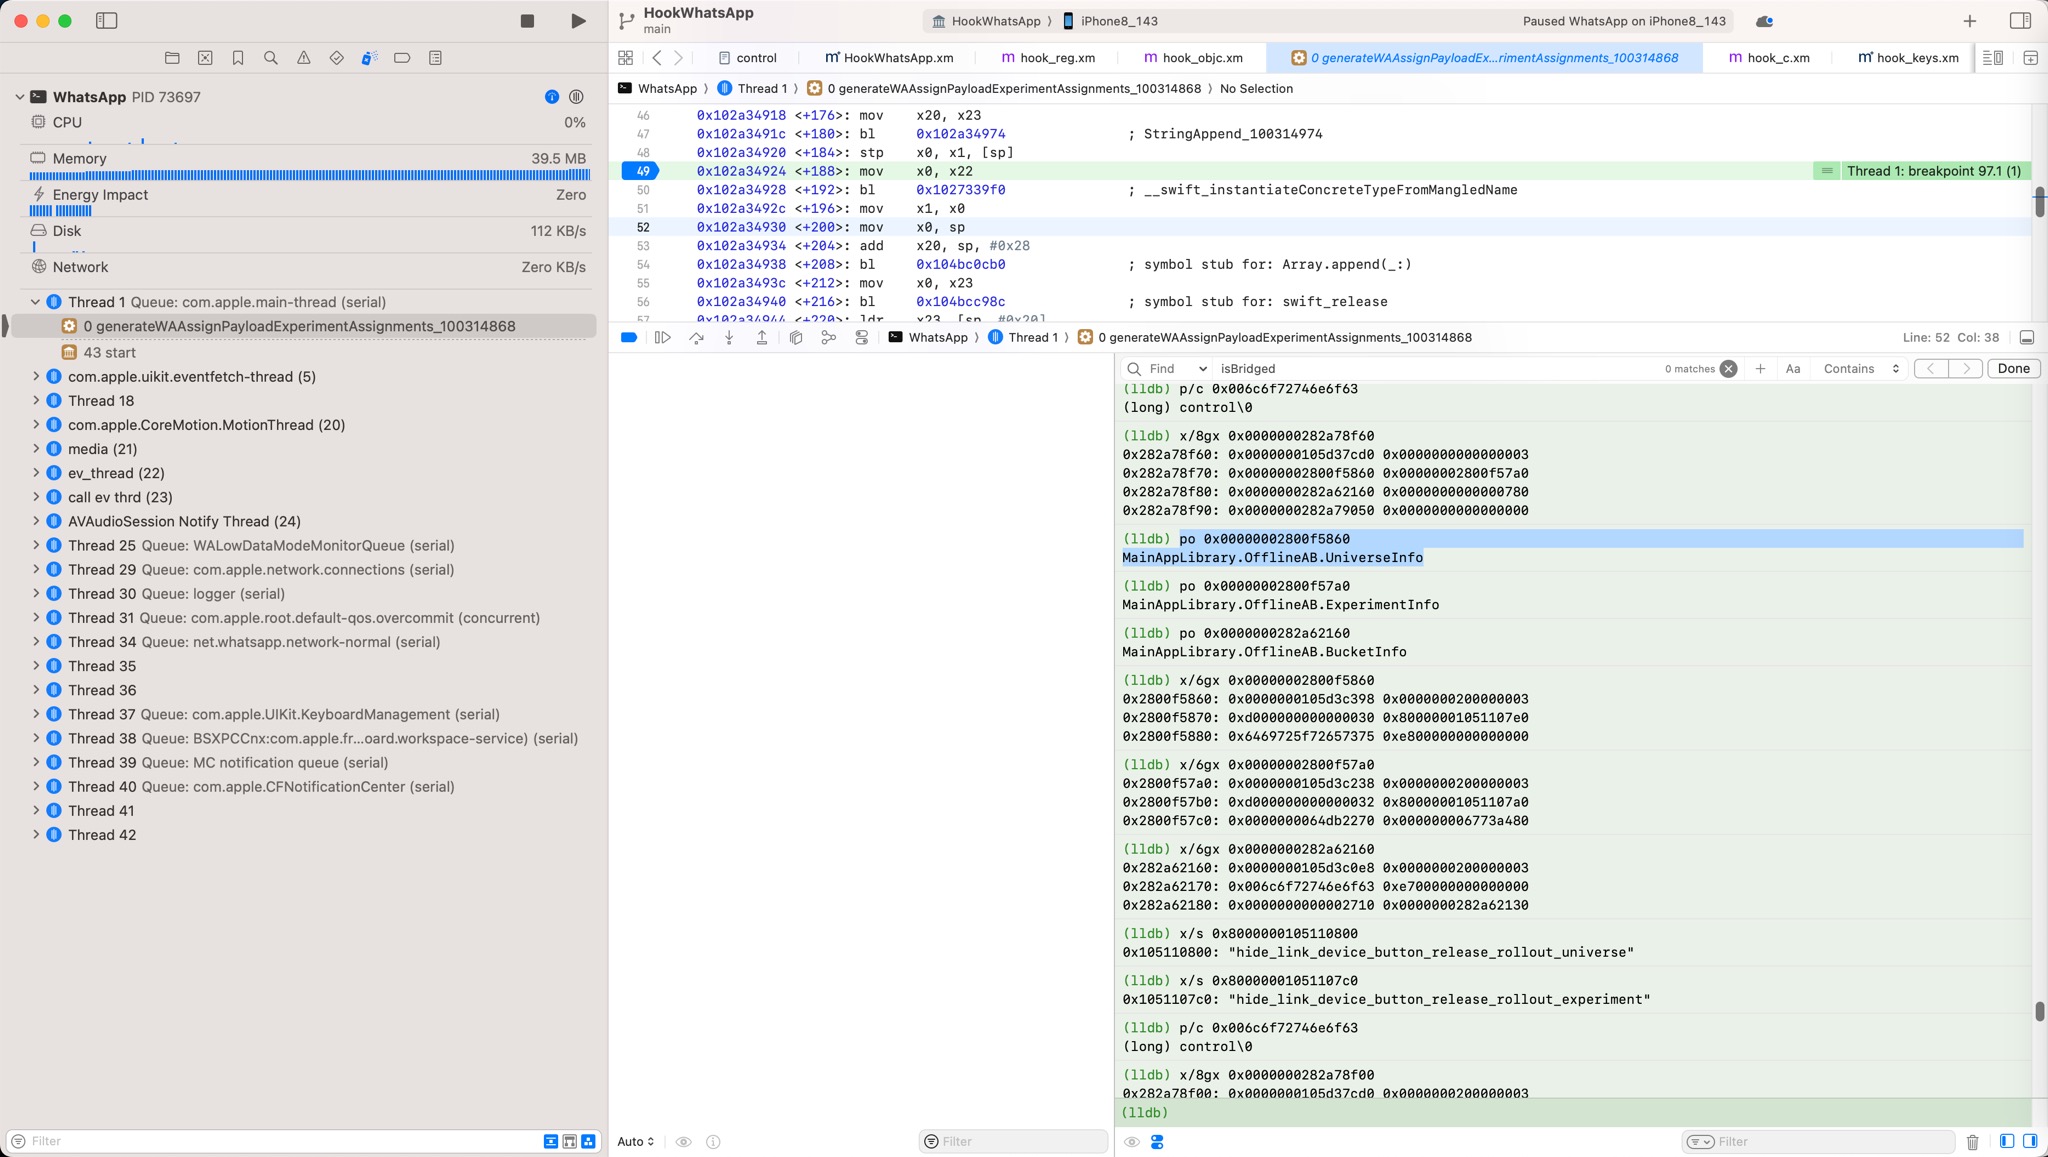 HookWhatsApp
main
HookWhatsApp 〉 iPhone8_143
Paused WhatsApp on iPhone8_143
control
HookWhatsApp.xm
hook_reg.xm
hook_objc.xm
0 generateWAAssignPayloadEx...rimentAssignments_100314868
hook_c.xm
hook_keys.xm
WhatsApp 〉 Thread 1 〉 0 generateWAAssignPayloadExperimentAssignments_100314868 〉 No Selection
WhatsApp PID 73697
CPU 0%
Memory 39.5 MB
Energy Impact Zero
Disk 112 KB/s
Network Zero KB/s
Thread 1 Queue: com.apple.main-thread (serial)
0 generateWAAssignPayloadExperimentAssignments_100314868
43 start
com.apple.uikit.eventfetch-thread (5)
Thread 18
com.apple.CoreMotion.MotionThread (20)
media (21)
ev_thread (22)
call ev thrd (23)
AVAudioSession Notify Thread (24)
Thread 25 Queue: WALowDataModeMonitorQueue (serial)
Thread 29 Queue: com.apple.network.connections (serial)
Thread 30 Queue: logger (serial)
Thread 31 Queue: com.apple.root.default-qos.overcommit (concurrent)
Thread 34 Queue: net.whatsapp.network-normal (serial)
Thread 35
Thread 36
Thread 37 Queue: com.apple.UIKit.KeyboardManagement (serial)
Thread 38 Queue: BSXPCCnx:com.apple.fr...oard.workspace-service) (serial)
Thread 39 Queue: MC notification queue (serial)
Thread 40 Queue: com.apple.CFNotificationCenter (serial)
Thread 41
Thread 42
Filter
46 0x102a34918 <+176>: mov x20, x23
47 0x102a3491c <+180>: bl 0x102a34974 ; StringAppend_100314974
48 0x102a34920 <+184>: stp x0, x1, [sp]
49 0x102a34924 <+188>: mov x0, x22 Thread 1: breakpoint 97.1 (1)
50 0x102a34928 <+192>: bl 0x1027339f0 ; __swift_instantiateConcreteTypeFromMangledName
51 0x102a3492c <+196>: mov x1, x0
52 0x102a34930 <+200>: mov x0, sp
53 0x102a34934 <+204>: add x20, sp, #0x28
54 0x102a34938 <+208>: bl 0x104bc0cb0 ; symbol stub for: Array.append(_:)
55 0x102a3493c <+212>: mov x0, x23
56 0x102a34940 <+216>: bl 0x104bcc98c ; symbol stub for: swift_release
57 0x102a34944 <+220>: ldr x23, [sp, #0x20]
WhatsApp 〉 Thread 1 〉 0 generateWAAssignPayloadExperimentAssignments_100314868
Line: 52 Col: 38
Find isBridged 0 matches Aa Contains Done
(lldb) p/c 0x006c6f72746e6f63
(long) control\0
(lldb) x/8gx 0x0000000282a78f60
0x282a78f60: 0x0000000105d37cd0 0x0000000000000003
0x282a78f70: 0x00000002800f5860 0x00000002800f57a0
0x282a78f80: 0x0000000282a62160 0x0000000000000780
0x282a78f90: 0x0000000282a79050 0x0000000000000000
(lldb) po 0x00000002800f5860
MainAppLibrary.OfflineAB.UniverseInfo
(lldb) po 0x00000002800f57a0
MainAppLibrary.OfflineAB.ExperimentInfo
(lldb) po 0x0000000282a62160
MainAppLibrary.OfflineAB.BucketInfo
(lldb) x/6gx 0x00000002800f5860
0x2800f5860: 0x0000000105d3c398 0x0000000200000003
0x2800f5870: 0xd000000000000030 0x80000001051107e0
0x2800f5880: 0x6469725f72657375 0xe800000000000000
(lldb) x/6gx 0x00000002800f57a0
0x2800f57a0: 0x0000000105d3c238 0x0000000200000003
0x2800f57b0: 0xd000000000000032 0x80000001051107a0
0x2800f57c0: 0x0000000064db2270 0x000000006773a480
(lldb) x/6gx 0x0000000282a62160
0x282a62160: 0x0000000105d3c0e8 0x0000000200000003
0x282a62170: 0x006c6f72746e6f63 0xe700000000000000
0x282a62180: 0x0000000000002710 0x0000000282a62130
(lldb) x/s 0x8000000105110800
0x105110800: "hide_link_device_button_release_rollout_universe"
(lldb) x/s 0x80000001051107c0
0x1051107c0: "hide_link_device_button_release_rollout_experiment"
(lldb) p/c 0x006c6f72746e6f63
(long) control\0
(lldb) x/8gx 0x0000000282a78f00
0x282a78f00: 0x0000000105d37cd0 0x0000000200000003
(lldb)
Auto
Filter
Filter